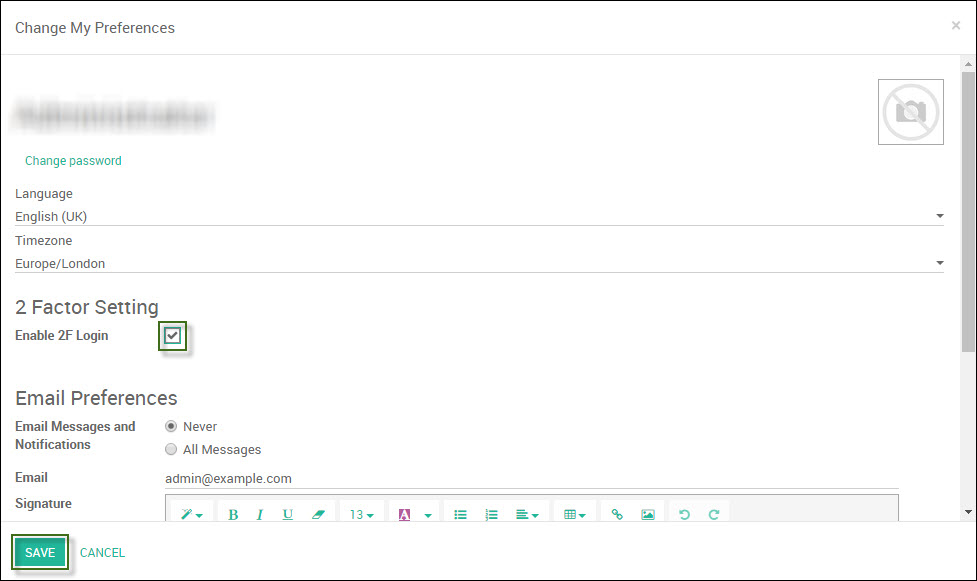 Change My Preferences ×
Change password
Language
English (UK)
Timezone
Europe/London
2 Factor Setting
Enable 2F Login
Email Preferences
Email Messages and Notifications
Never
All Messages
Email admin@example.com
Signature
B I U 13 A
SAVE CANCEL